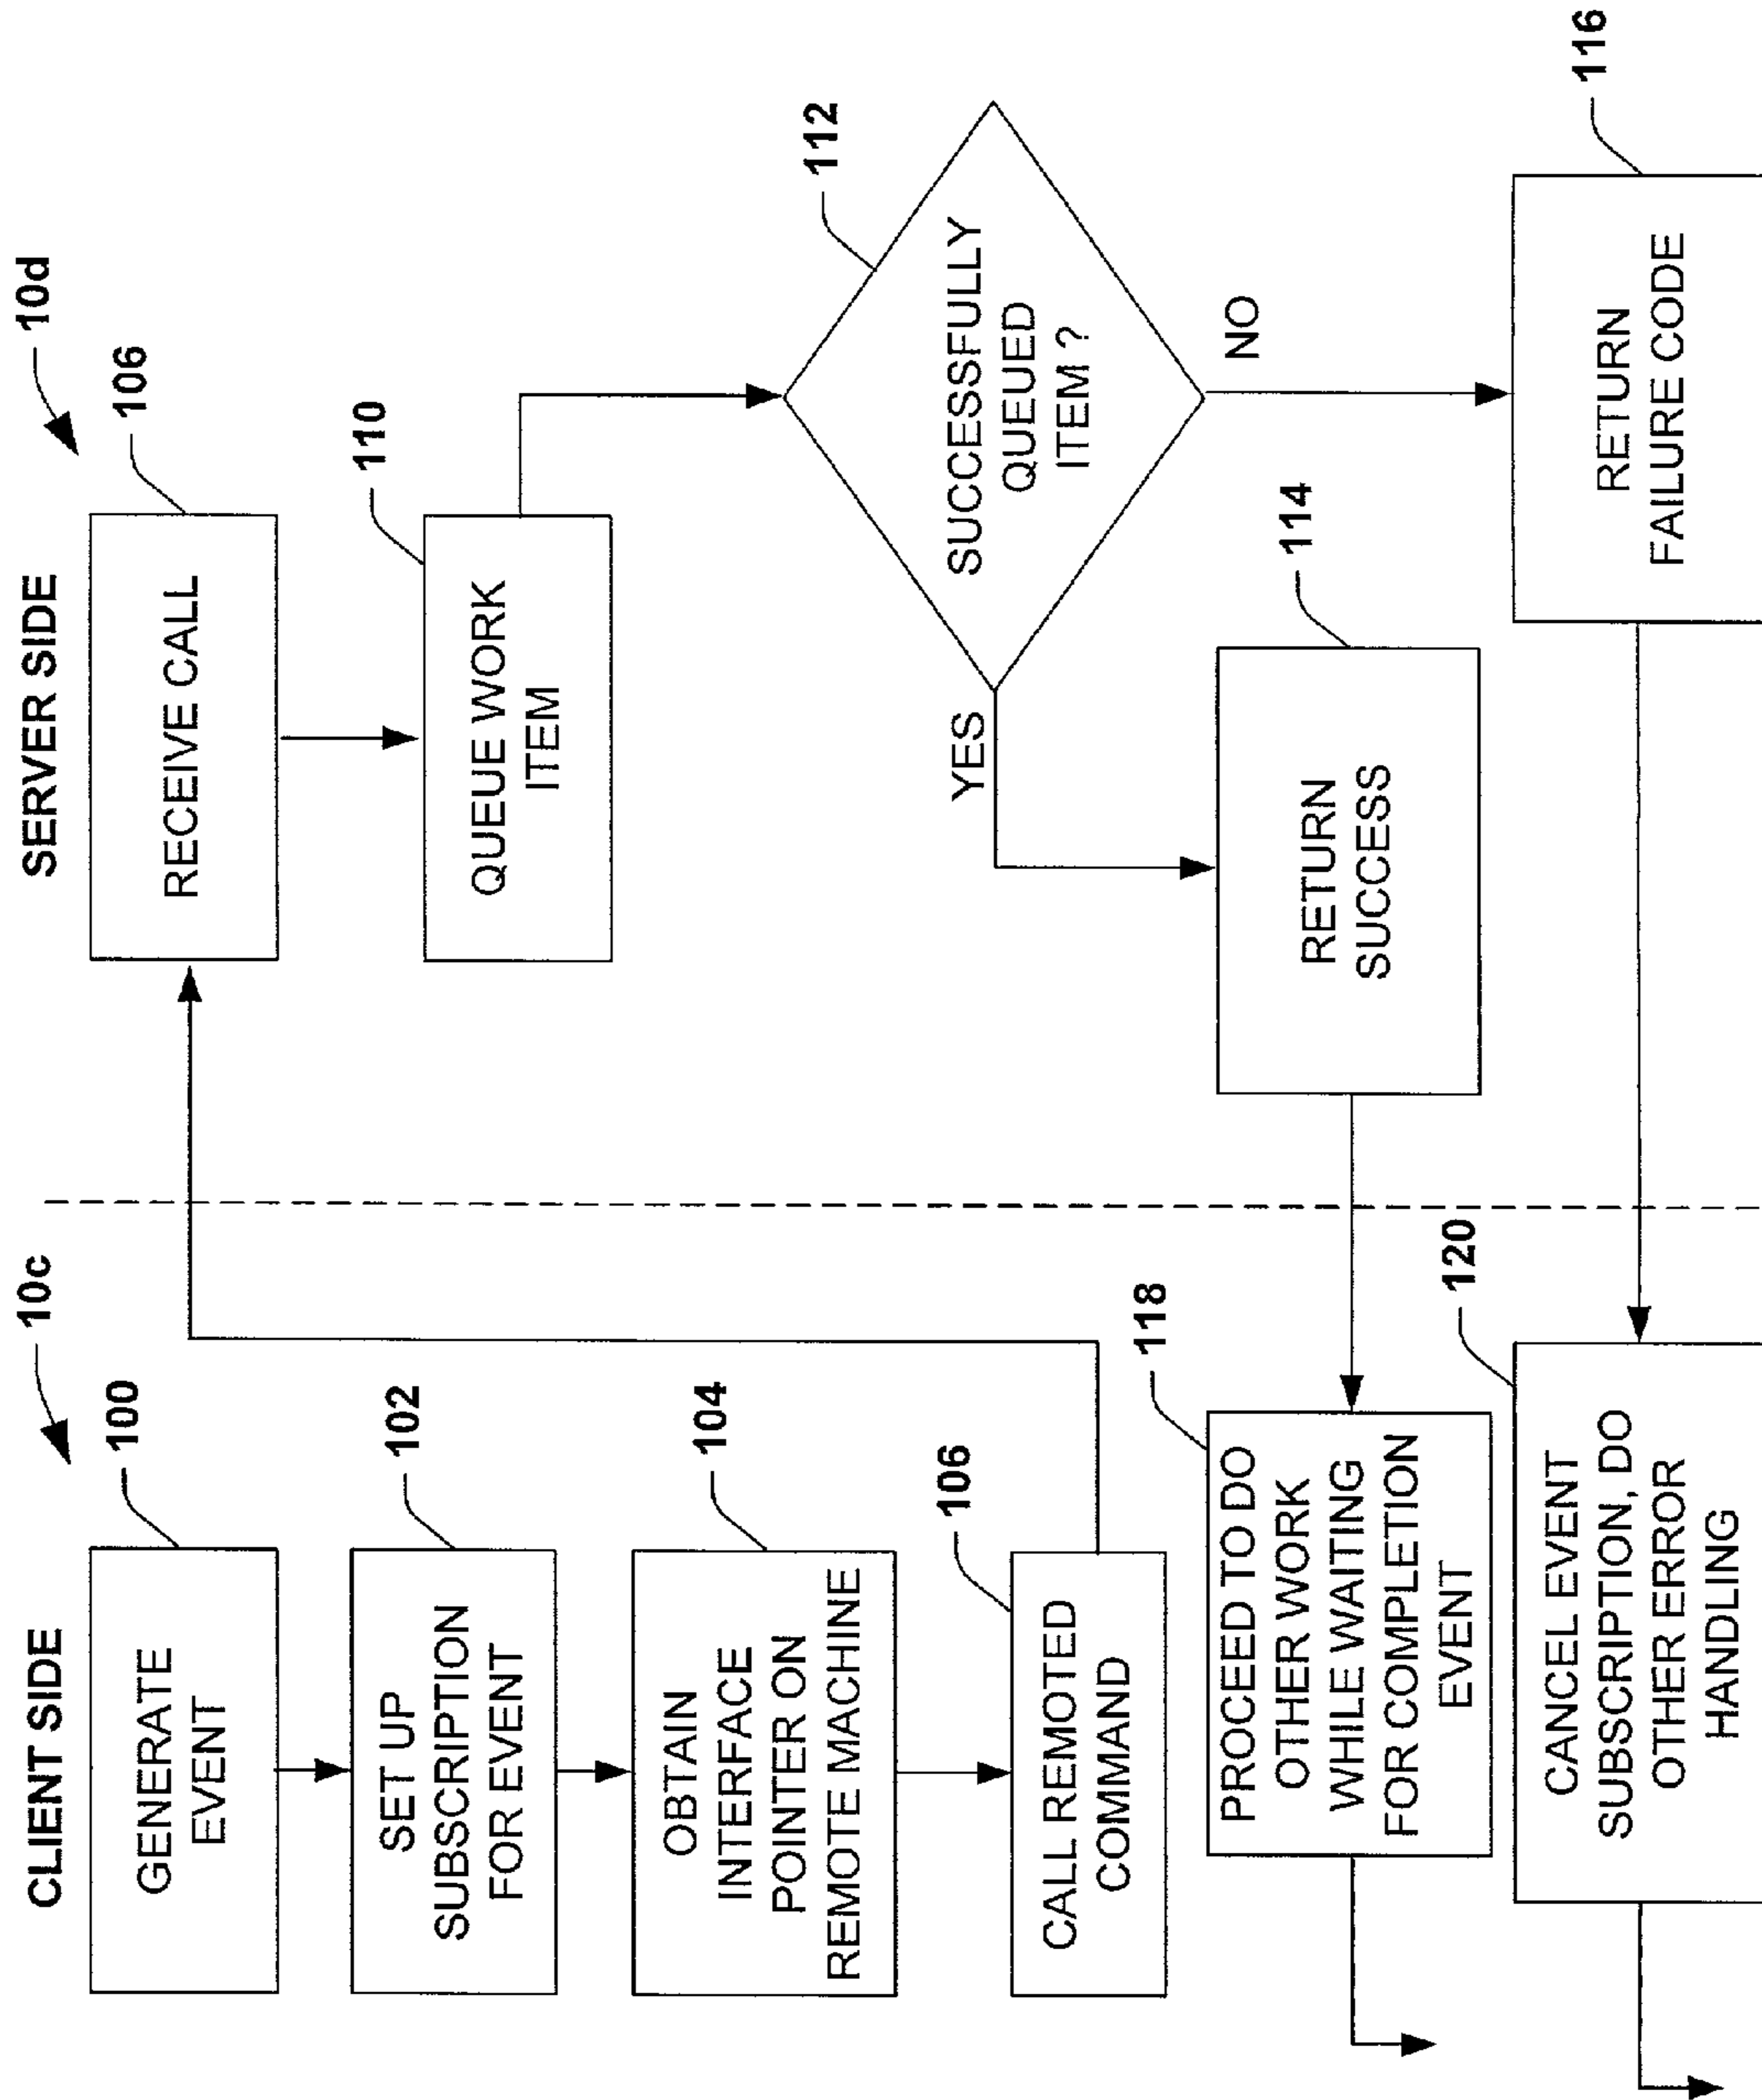 CLIENT SIDE
10c
100
GENERATE
EVENT
102
SET UP
SUBSCRIPTION
FOR EVENT
104
OBTAIN
INTERFACE
POINTER ON
REMOTE MACHINE
106
CALL REMOTED
COMMAND
118
PROCEED TO DO
OTHER WORK
WHILE WAITING
FOR COMPLETION
EVENT
120
CANCEL EVENT
SUBSCRIPTION, DO
OTHER ERROR
HANDLING
SERVER SIDE
10d
106
RECEIVE CALL
110
QUEUE WORK
ITEM
112
SUCCESSFULLY
QUEUED
ITEM ?
YES
NO
114
RETURN
SUCCESS
116
RETURN
FAILURE CODE